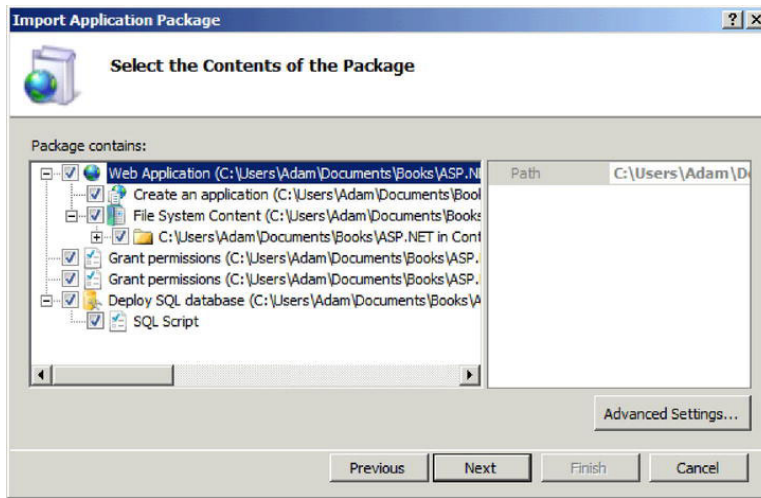 Import Application Package
Select the Contents of the Package
Package contains:
Web Application (C:\Users\Adam\Documents\Books\ASP.N
Path C:\Users\Adam\D
Create an application (C:\Users\Adam\Documents\Bool
File System Content (C:\Users\Adam\Documents\Books
C:\Users\Adam\Documents\Books\ASP.NET in Cont
Grant permissions (C:\Users\Adam\Documents\Books\ASP.
Grant permissions (C:\Users\Adam\Documents\Books\ASP.
Deploy SQL database (C:\Users\Adam\Documents\Books\A
SQL Script
Advanced Settings...
Previous Next Finish Cancel